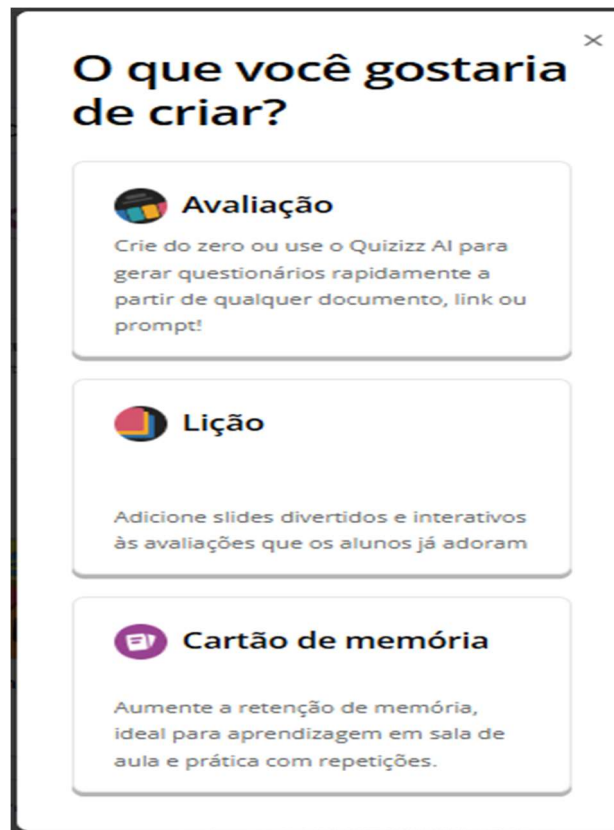 O que você gostaria
de criar?
Avaliação
Crie do zero ou use o Quizizz AI para
gerar questionários rapidamente a
partir de qualquer documento, link ou
prompt!
Lição
Adicione slides divertidos e interativos
às avaliações que os alunos já adoram
Cartão de memória
Aumente a retenção de memória,
ideal para aprendizagem em sala de
aula e prática com repetições.